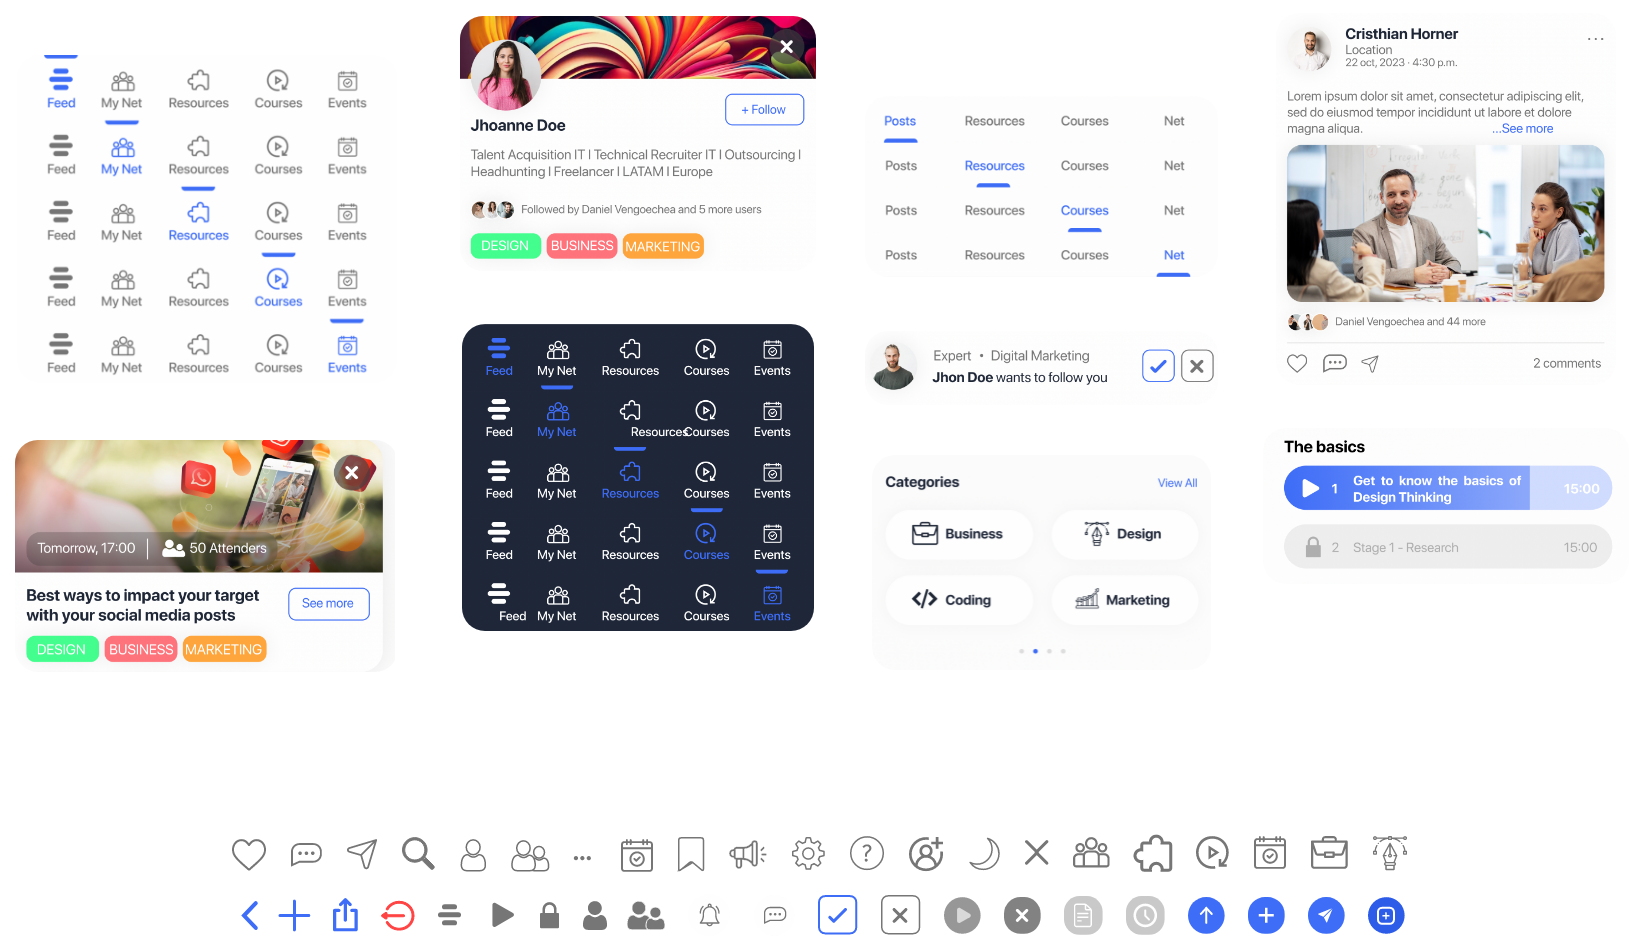 Feed My Net Resources Courses Events
Feed My Net Resources Courses Events
Feed My Net Resources Courses Events
Feed My Net Resources Courses Events
Feed My Net Resources Courses Events
Tomorrow, 17:00 50 Attenders
Best ways to impact your target
with your social media posts
See more
DESIGN BUSINESS MARKETING
+ Follow
Jhoanne Doe
Talent Acquisition IT I Technical Recruiter IT I Outsourcing I
Headhunting I Freelancer I LATAM I Europe
Followed by Daniel Vengoechea and 5 more users
DESIGN BUSINESS MARKETING
Feed My Net Resources Courses Events
Feed My Net Resources Courses Events
Feed My Net Resources Courses Events
Feed My Net Resources Courses Events
Feed My Net Resources Courses Events
Posts Resources Courses Net
Posts Resources Courses Net
Posts Resources Courses Net
Posts Resources Courses Net
Expert • Digital Marketing
Jhon Doe wants to follow you
Categories View All
Business Design
Coding Marketing
Cristhian Horner
Location
22 oct, 2023 · 4:30 p.m.
Lorem ipsum dolor sit amet, consectetur adipiscing elit,
sed do eiusmod tempor incididunt ut labore et dolore
magna aliqua. ...See more
Daniel Vengoechea and 44 more
2 comments
The basics
1 Get to know the basics of
Design Thinking
15:00
2 Stage 1 - Research 15:00